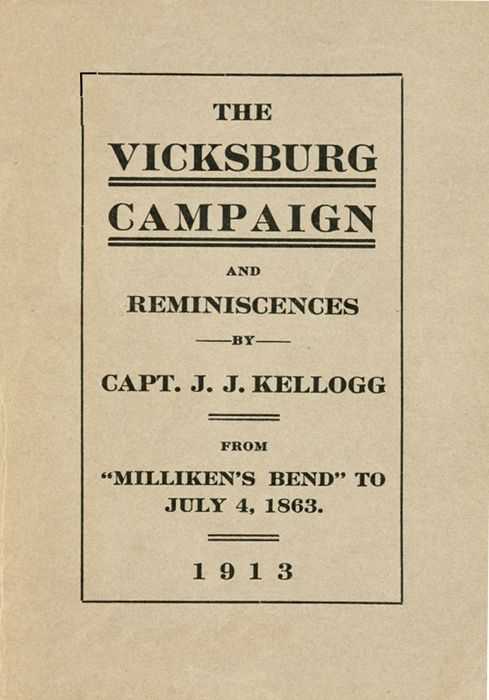 THE
VICKSBURG
CAMPAIGN
AND
REMINISCENCES
—BY—
CAPT. J. J. KELLOGG
FROM
“MILLIKEN’S BEND” TO
JULY 4, 1863.
1913